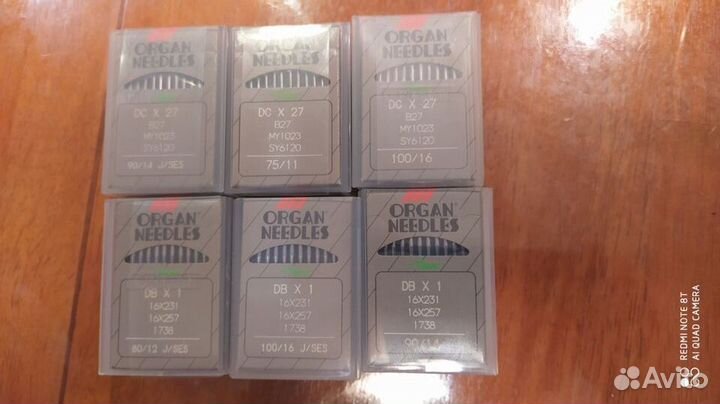 ORGAN
NEEDLES
DC X 27
B27
MY1023
SY6120
90/14 J/SES
ORGAN
NEEDLES
DC X 27
B27
MY1023
SY6120
75/11
ORGAN
NEEDLES
DC X 27
B27
MY1023
SY6120
100/16
ORGAN
NEEDLES
DB X 1
16X231
16X257
1738
80/12 J/SES
ORGAN
NEEDLES
DB X 1
16X231
16X257
1738
100/16 J/SES
ORGAN
NEEDLES
DB X 1
16X231
16X257
1738
90/14
REDMI NOTE 8T
AI QUAD CAMERA
Avito